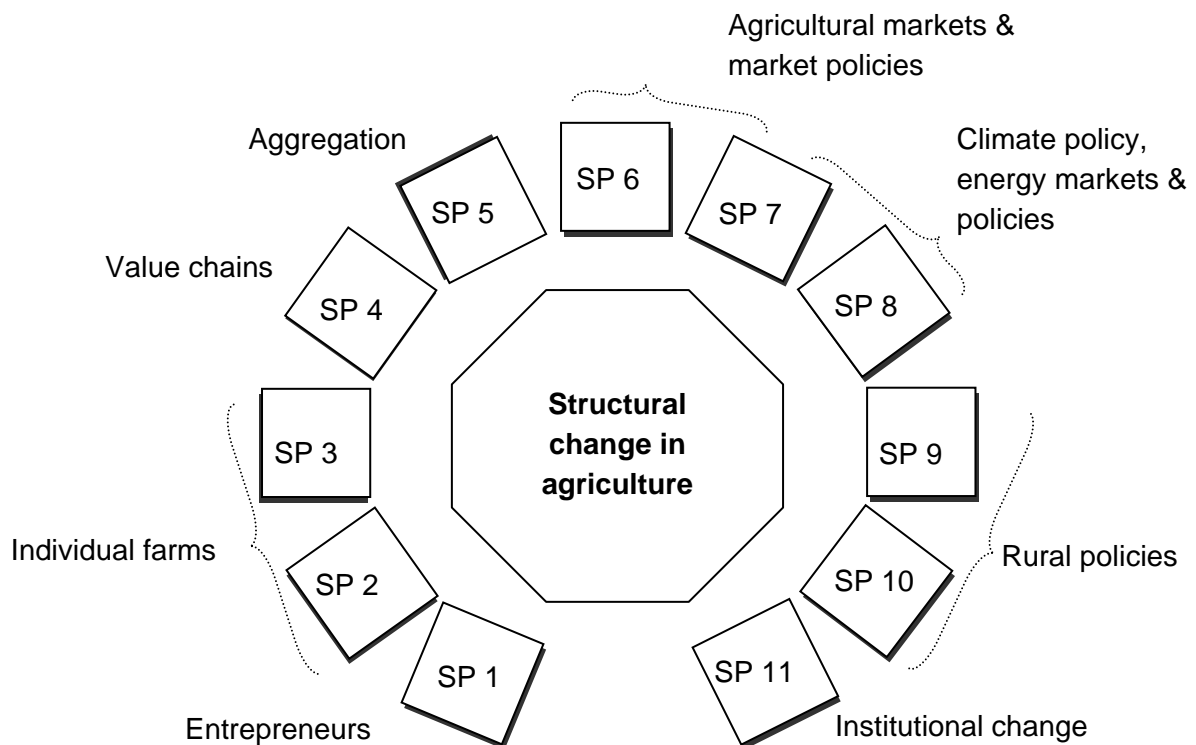 Agricultural markets &
market policies
Aggregation
Climate policy,
energy markets &
policies
SP 6
SP 5
SP 7
Value chains
SP 4
SP 8
Structural
change in
agriculture
SP 3
SP 9
Individual farms
Rural policies
SP 2
SP 10
SP 1
SP 11
Entrepreneurs
Institutional change